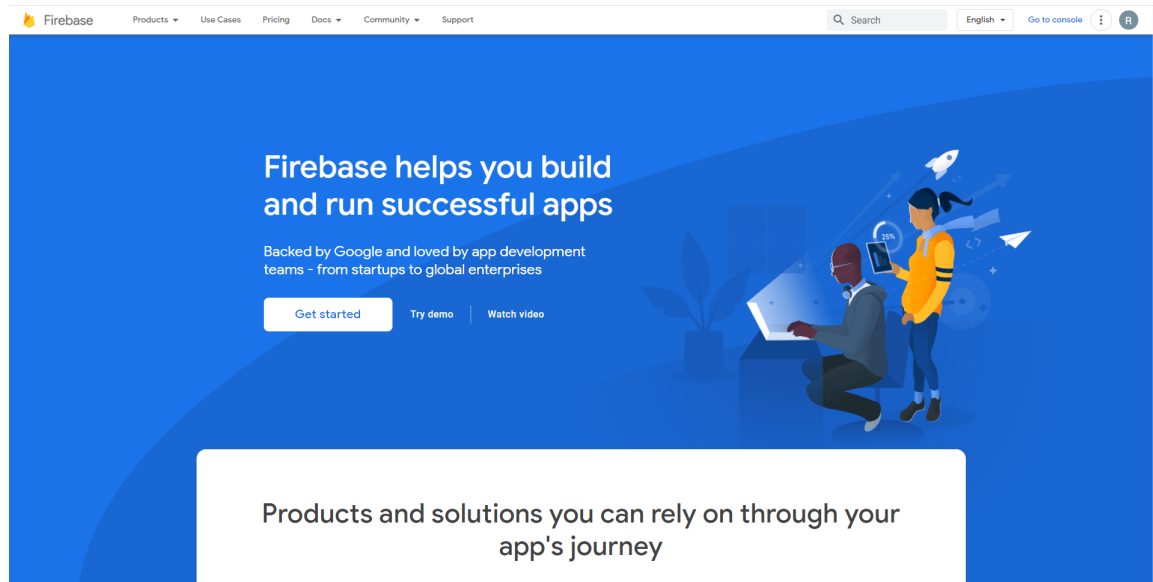 Firebase Products Use Cases Pricing Docs Community Support Search English Go to console R
Firebase helps you build
and run successful apps
Backed by Google and loved by app development
teams - from startups to global enterprises
Get started Try demo Watch video
25%
Products and solutions you can rely on through your
app's journey